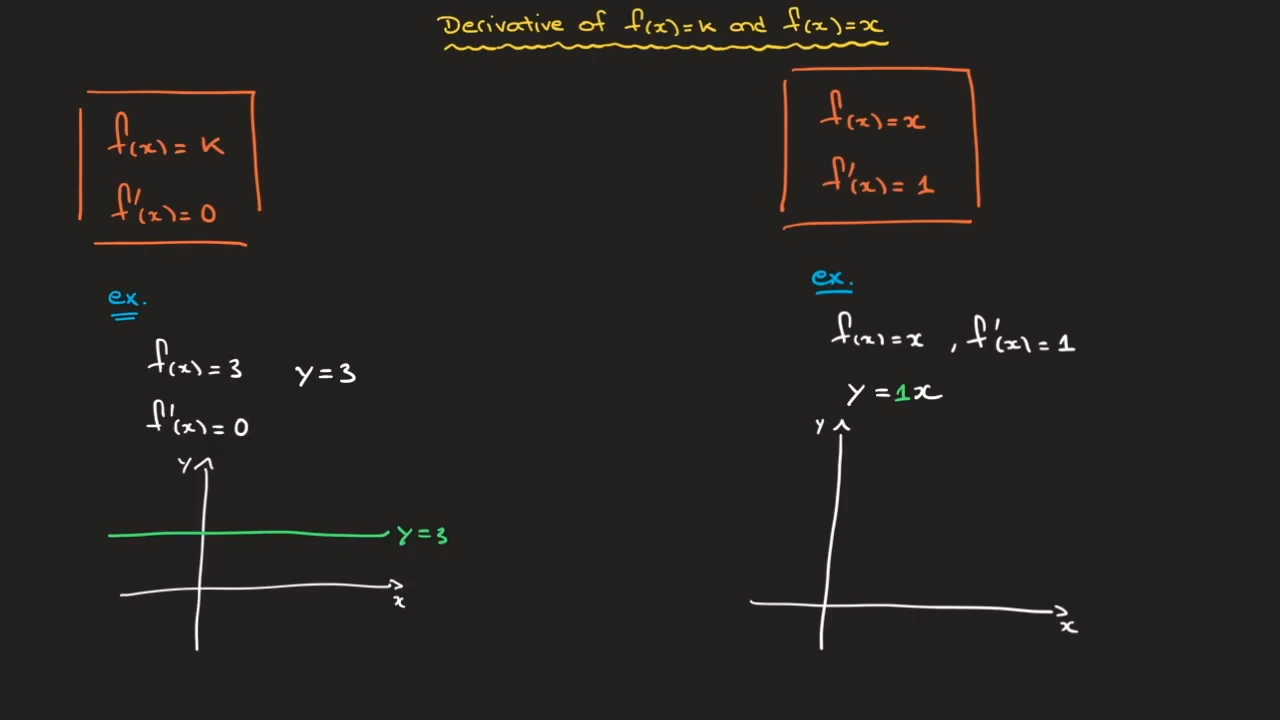 Derivative of f(x)=k and f(x)=x
f(x)=k
f'(x)=0
ex.
f(x)=3 y=3
f'(x)=0
y
y=3
x
f(x)=x
f'(x)=1
ex.
f(x)=x , f'(x)=1
y=1x
y
x